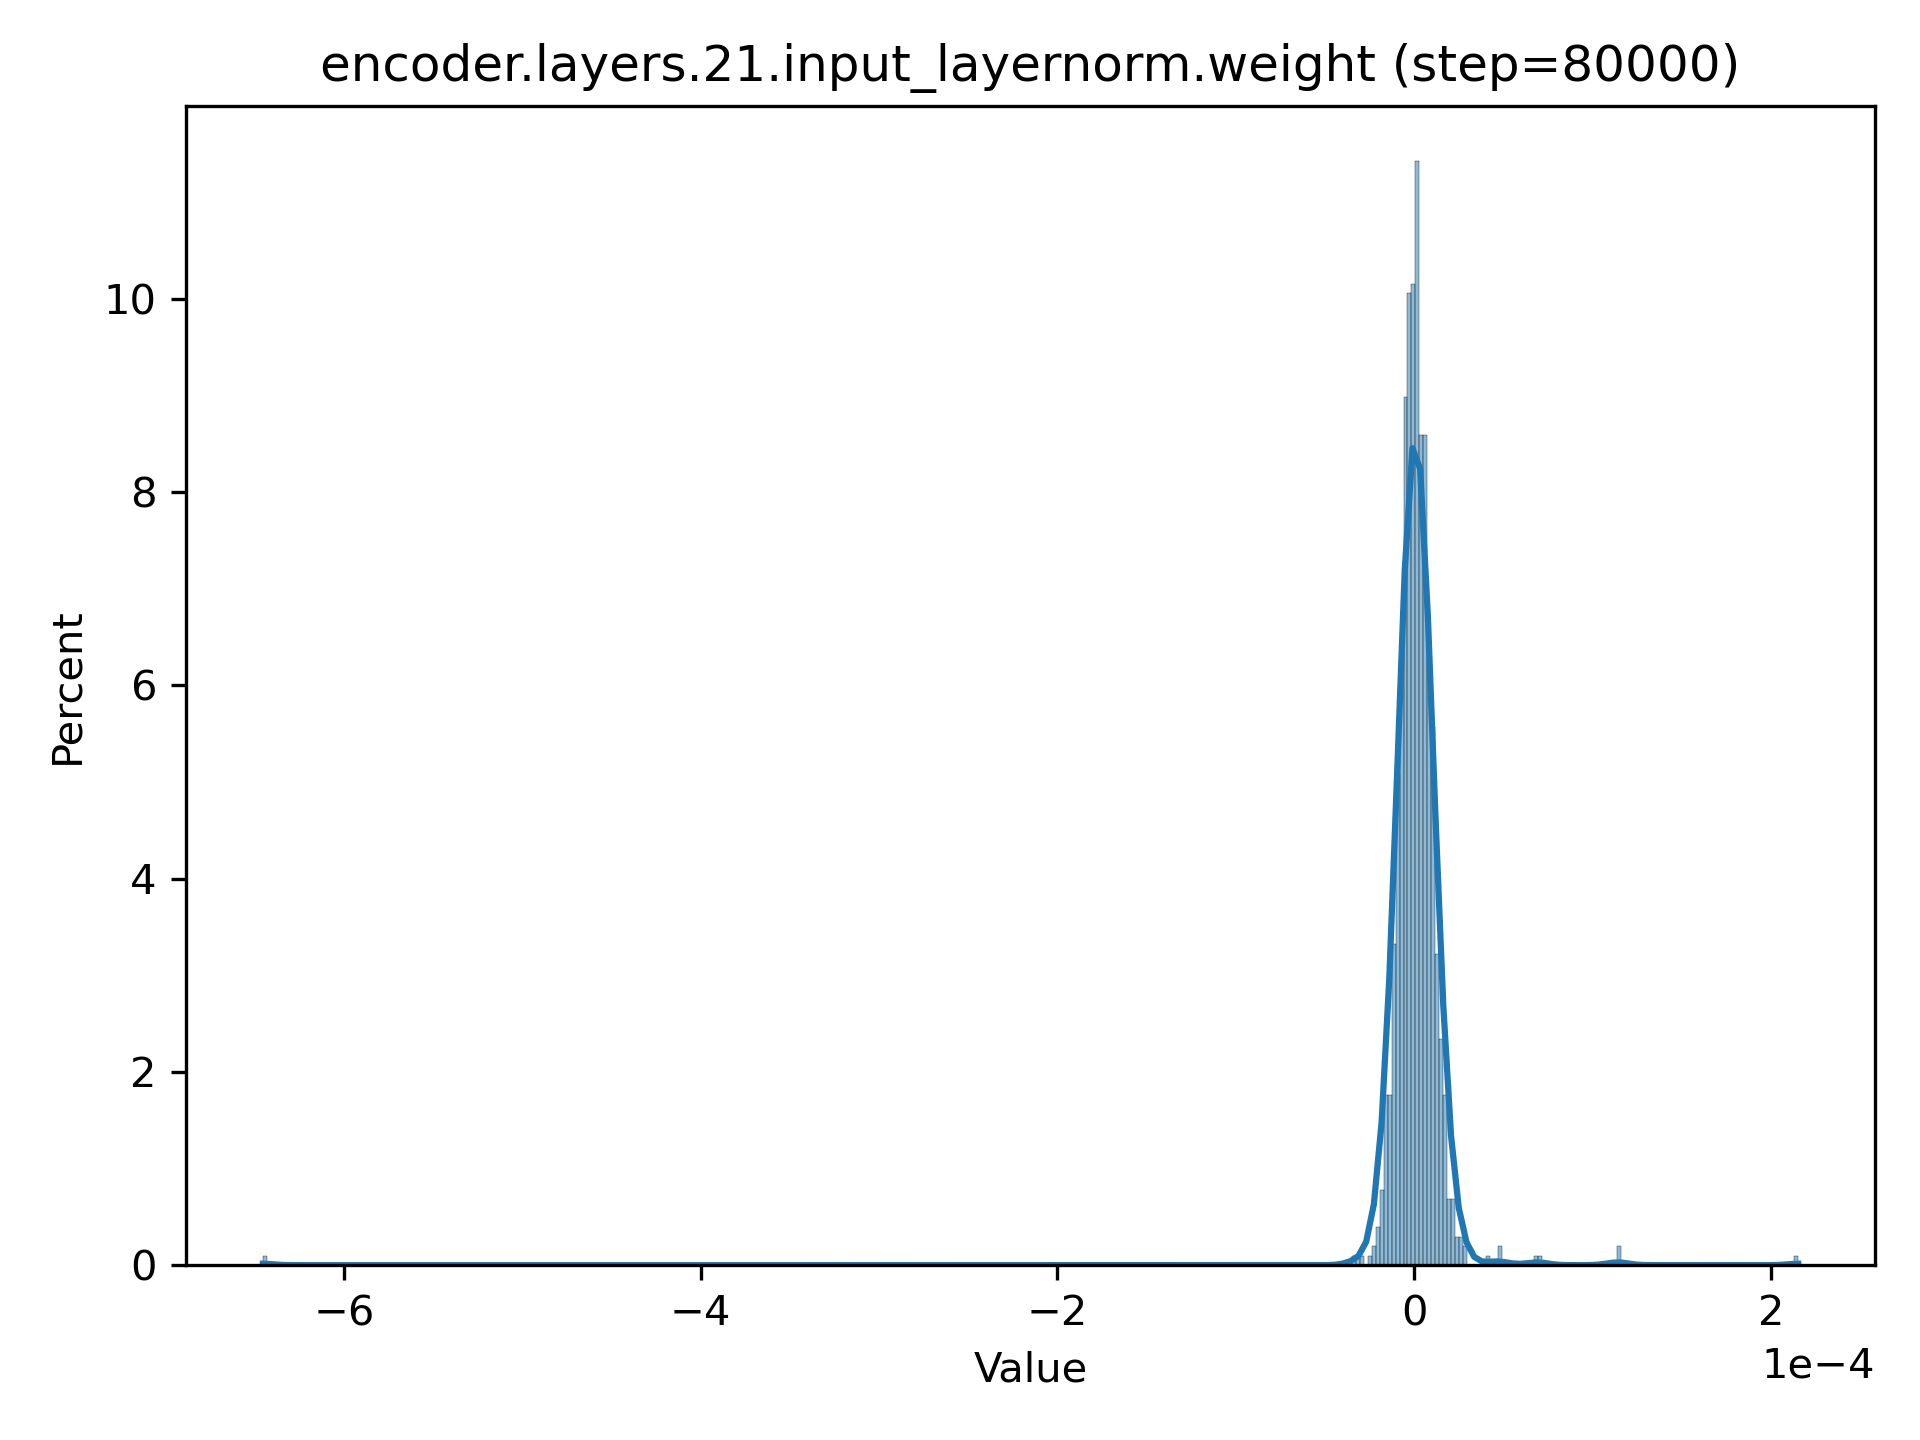 encoder.layers.21.input_layernorm.weight (step=80000)
10
8
6
4
2
0
Percent
−6
−4
−2
0
2
1e−4
Value